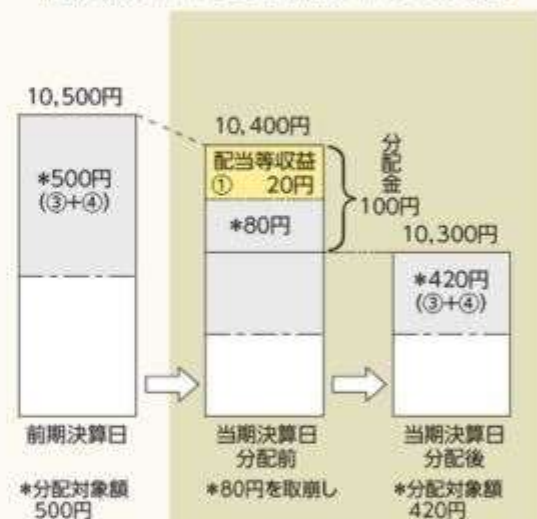 10,500円
*500円
(③+④)
前期決算日
*分配対象額
500円
10,400円
配当等収益
① 20円
*80円
分配金
100円
当期決算日
分配前
*80円を取崩し
10,300円
*420円
(③+④)
当期決算日
分配後
*分配対象額
420円